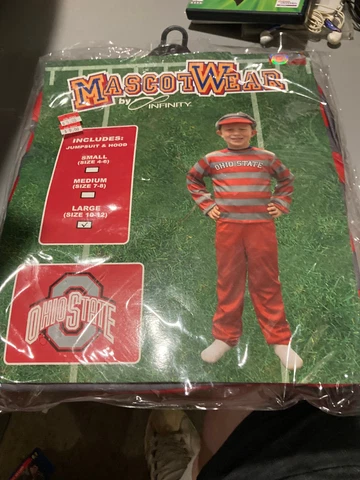 MASCOTWEAR
by INFINITY
INCLUDES:
JUMPSUIT & HOOD
SMALL
(SIZE 4-6)
MEDIUM
(SIZE 7-8)
LARGE
(SIZE 10-12)
OHIO STATE
OHIO STATE